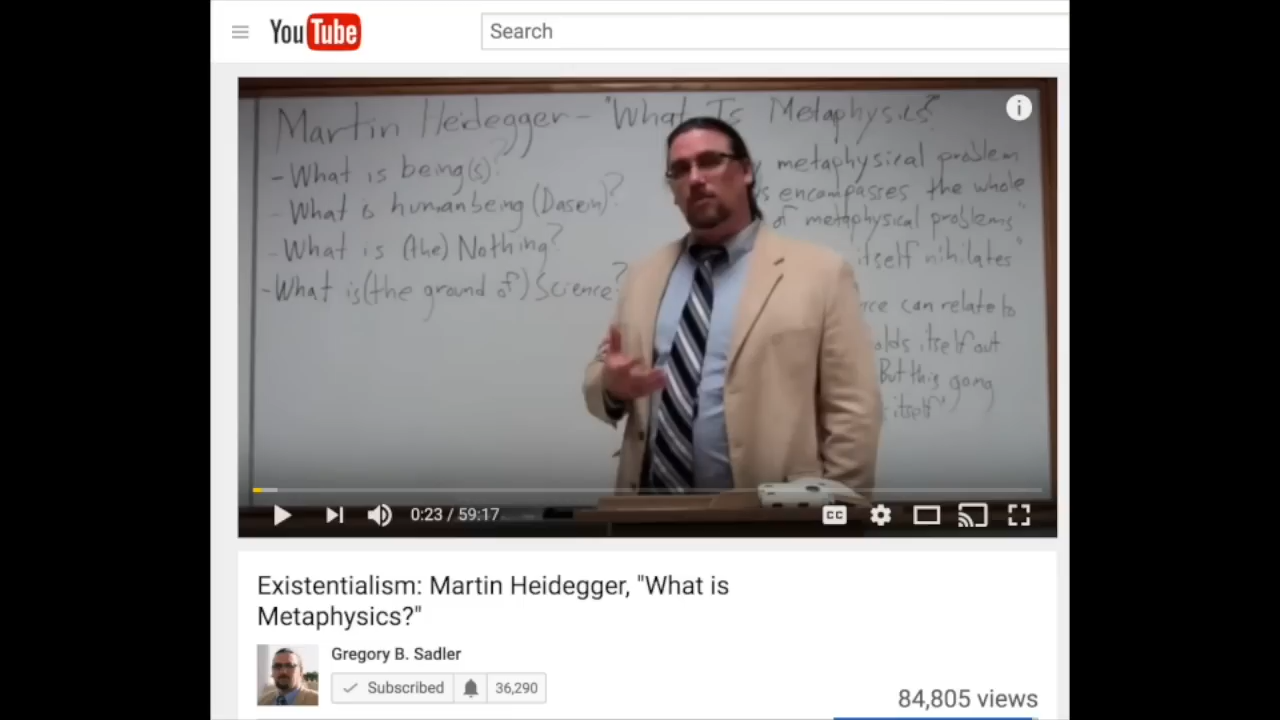 YouTube
Search
Martin Heidegger - "What Is Metaphysics?"
- What is being(s)?
- What is human being (Dasein)?
- What is (the) Nothing?
- What is (the ground of) Science?
metaphysical problem
encompasses the whole
of metaphysical problems"
itself nihilates"
can relate to
itself out
But this going
itself"
i
0:23 / 59:17
CC
Existentialism: Martin Heidegger, "What is
Metaphysics?"
Gregory B. Sadler
Subscribed 36,290
84,805 views